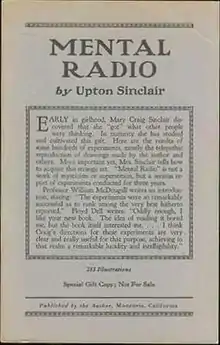 MENTAL
RADIO
by Upton Sinclair
EARLY in girlhood, Mary Craig Sinclair dis-
covered that she "got" what other people
were thinking. In maturity she has studied
and cultivated this gift. Here are the results of
some hundreds of experiments, mostly the telepathic
reproduction of drawings made by the author and
others. More important yet, Mrs. Sinclair tells how
to acquire this strange art. "Mental Radio" is not a
work of mysticism or superstition, but a serious re-
port of experiments conducted for three years.
Professor William McDougall writes an introduc-
tion, stating: "The experiments were so remarkably
successful as to rank among the very best hitherto
reported." Floyd Dell writes: "Oddly enough, I
like your new book. The idea of reading it bored
me, but the book itself interested me. . . . I think
Craig's directions for these experiments are very
clear and really useful for that purpose, achieving to
that make a remarkable lucidity and intelligibility."
Illustrations
Special Gift Copy; Not For Sale
Published by the Author, Monrovia, California